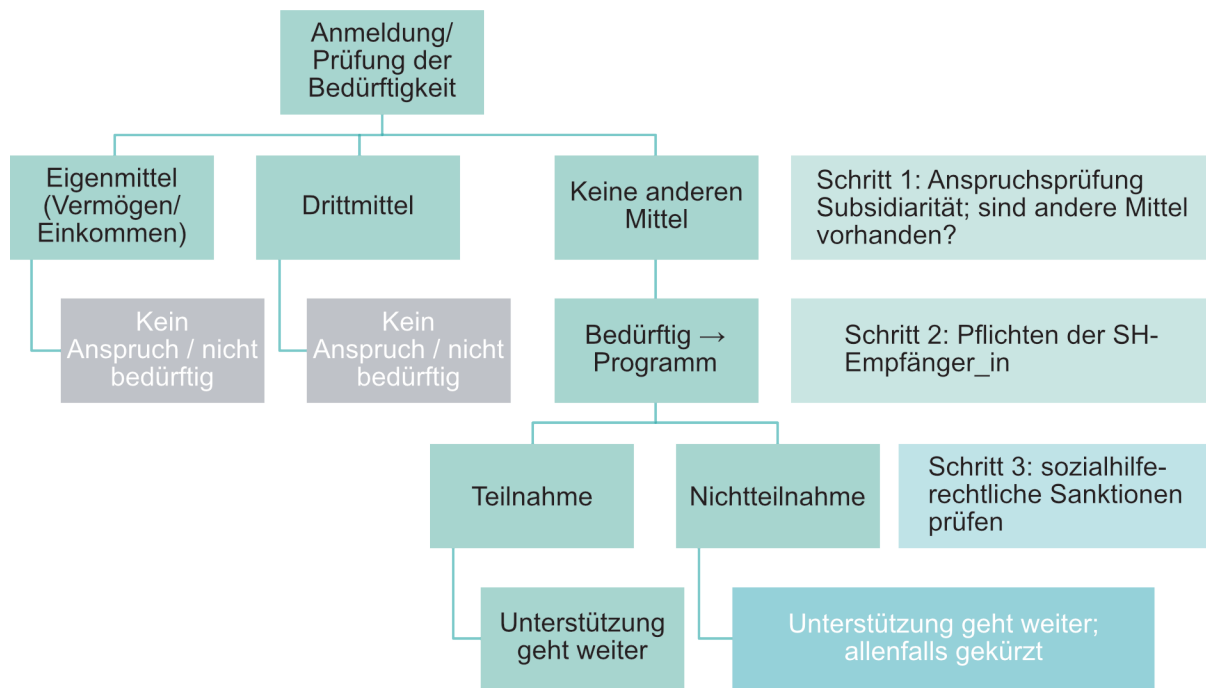 Anmeldung/
Prüfung der
Bedürftigkeit
Eigenmittel
(Vermögen/
Einkommen)
Drittmittel
Keine anderen
Mittel
Schritt 1: Anspruchsprüfung
Subsidiarität; sind andere Mittel
vorhanden?
Kein
Anspruch / nicht
bedürftig
Kein
Anspruch / nicht
bedürftig
Bedürftig →
Programm
Schritt 2: Pflichten der SH-
Empfänger_in
Teilnahme
Nichtteilnahme
Schritt 3: sozialhilfe-
rechtliche Sanktionen
prüfen
Unterstützung
geht weiter
Unterstützung geht weiter;
allenfalls gekürzt